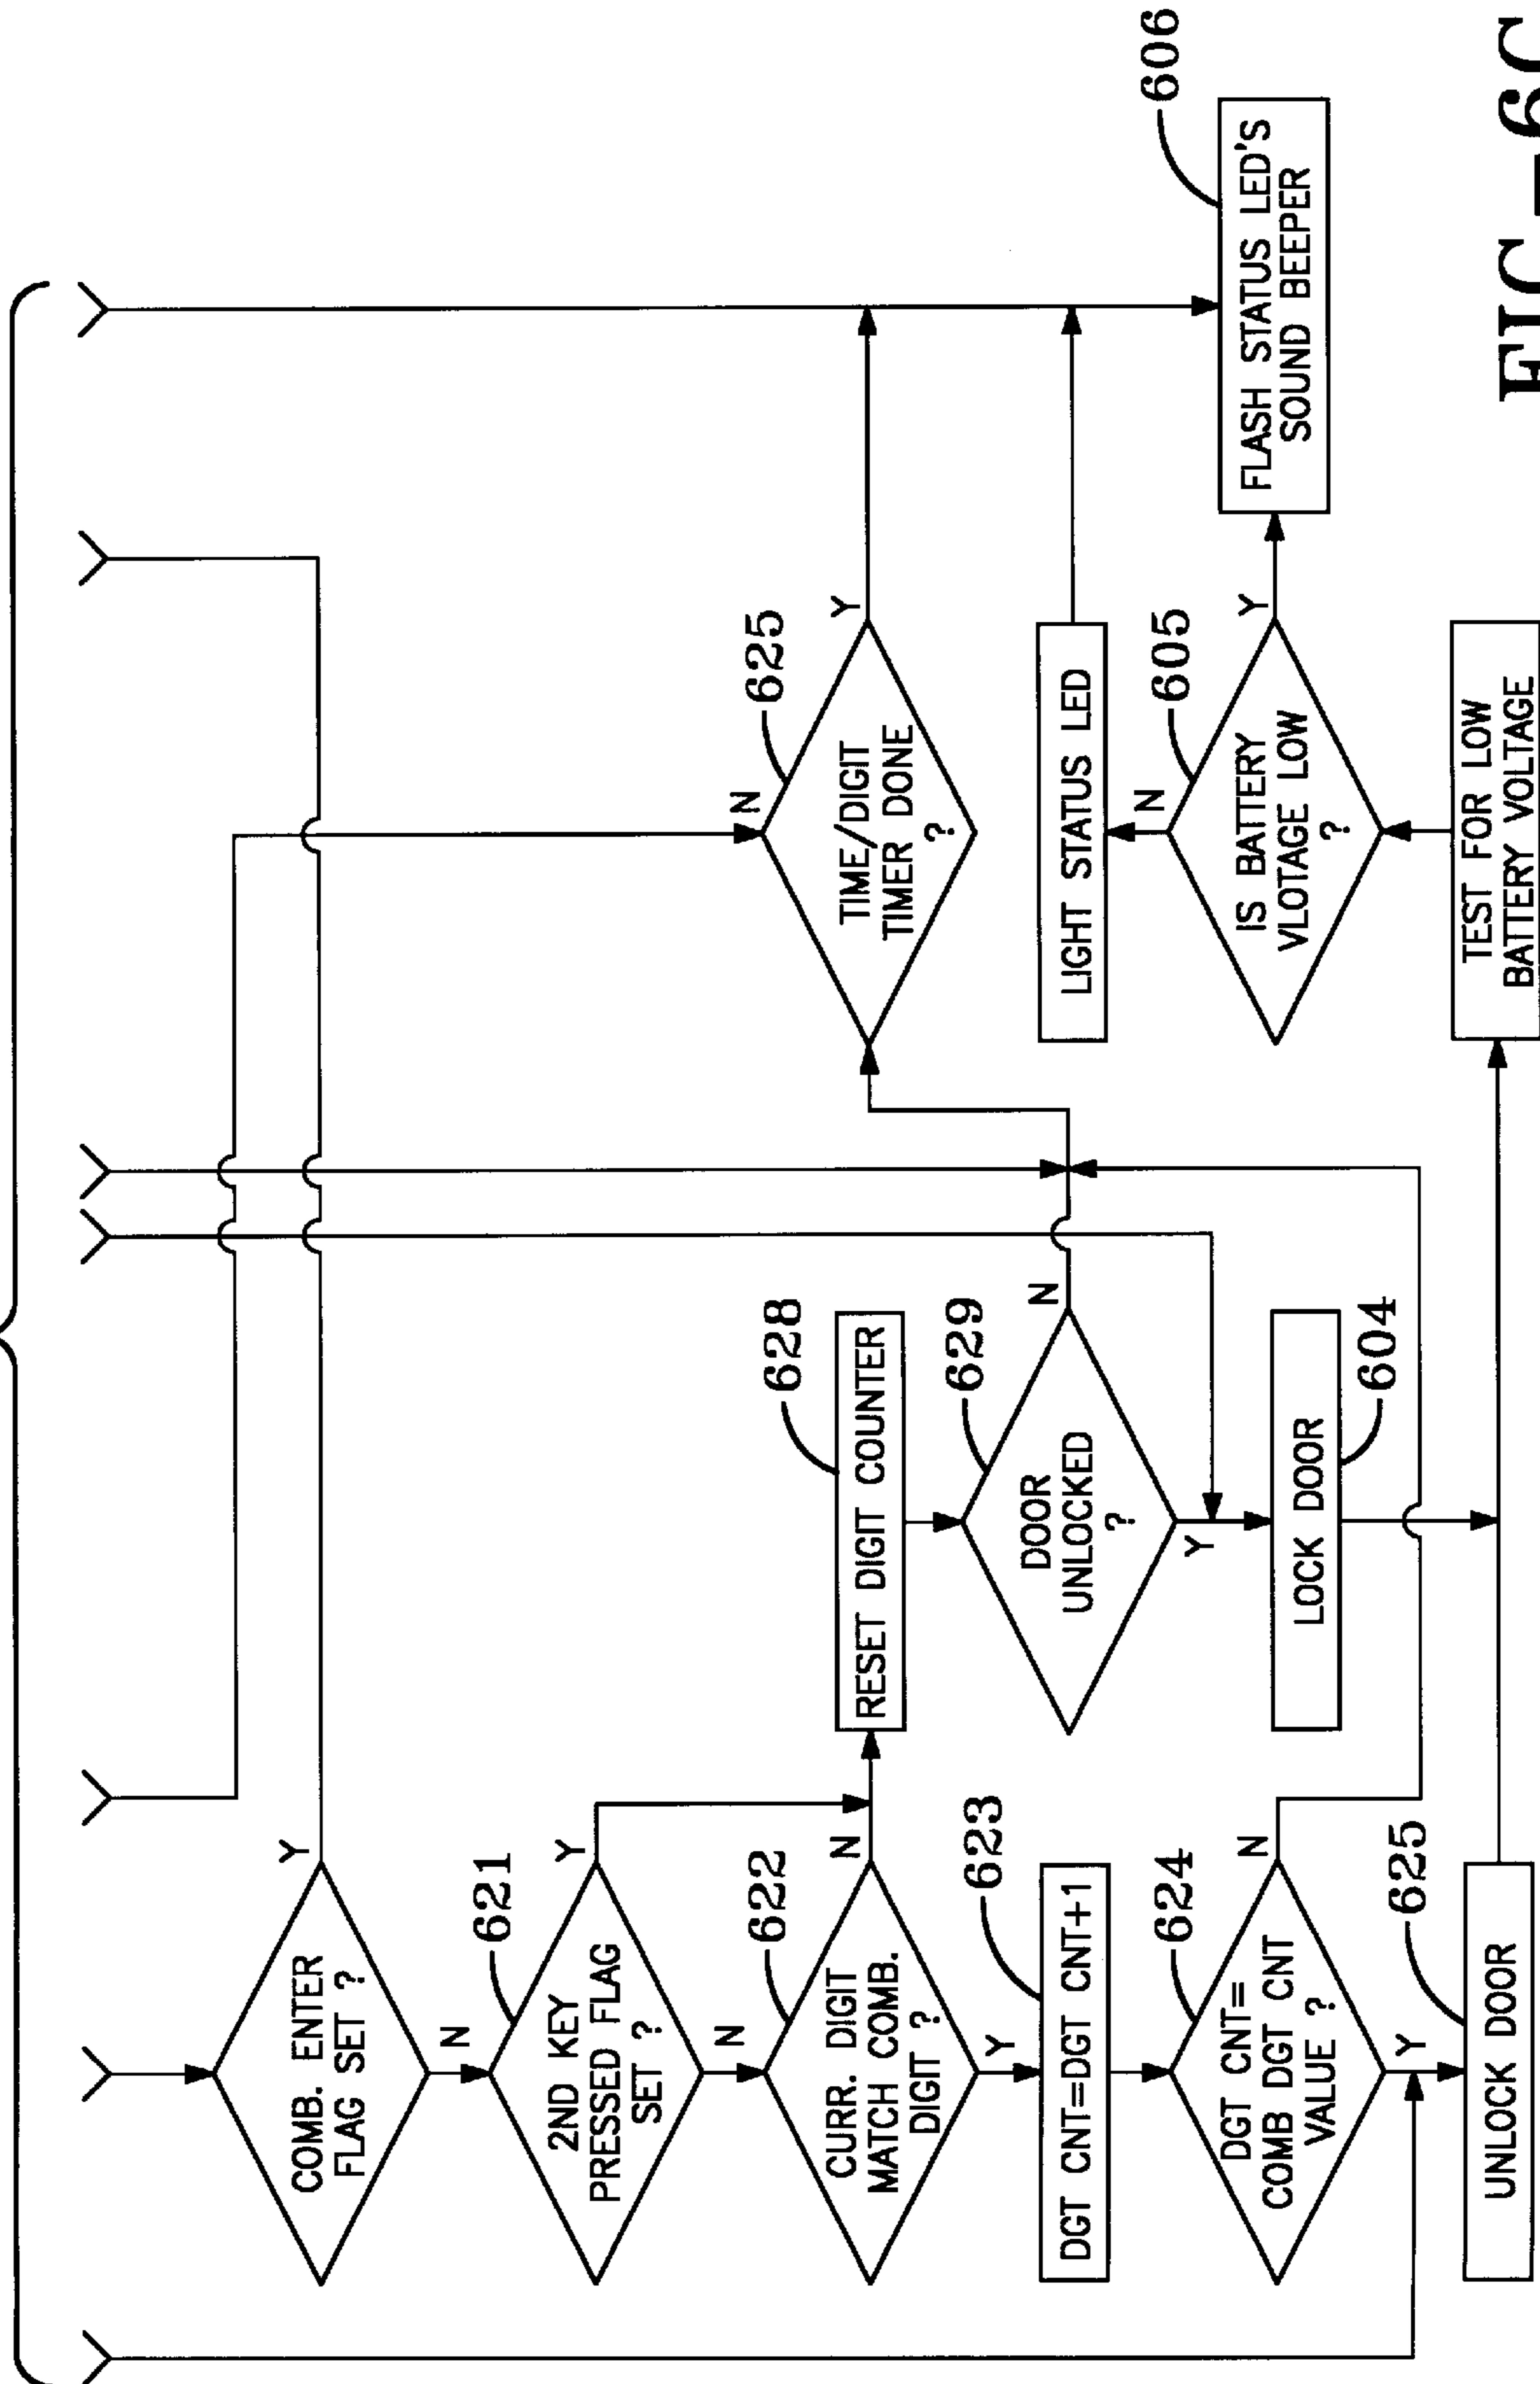 COMB. ENTER
FLAG SET ?
Y
N
621
2ND KEY
PRESSED FLAG
SET ?
Y
N
622
CURR. DIGIT
MATCH COMB.
DIGIT ?
N
Y
623
DGT CNT=DGT CNT+1
624
DGT CNT=
COMB DGT CNT
VALUE ?
N
Y
625
UNLOCK DOOR
628
RESET DIGIT COUNTER
629
DOOR
UNLOCKED
?
N
Y
LOCK DOOR
604
625
N
TIME/DIGIT
TIMER DONE
?
Y
LIGHT STATUS LED
N
605
IS BATTERY
VLOTAGE LOW
?
Y
TEST FOR LOW
BATTERY VOLTAGE
606
FLASH STATUS LED'S
SOUND BEEPER
FIG-6C